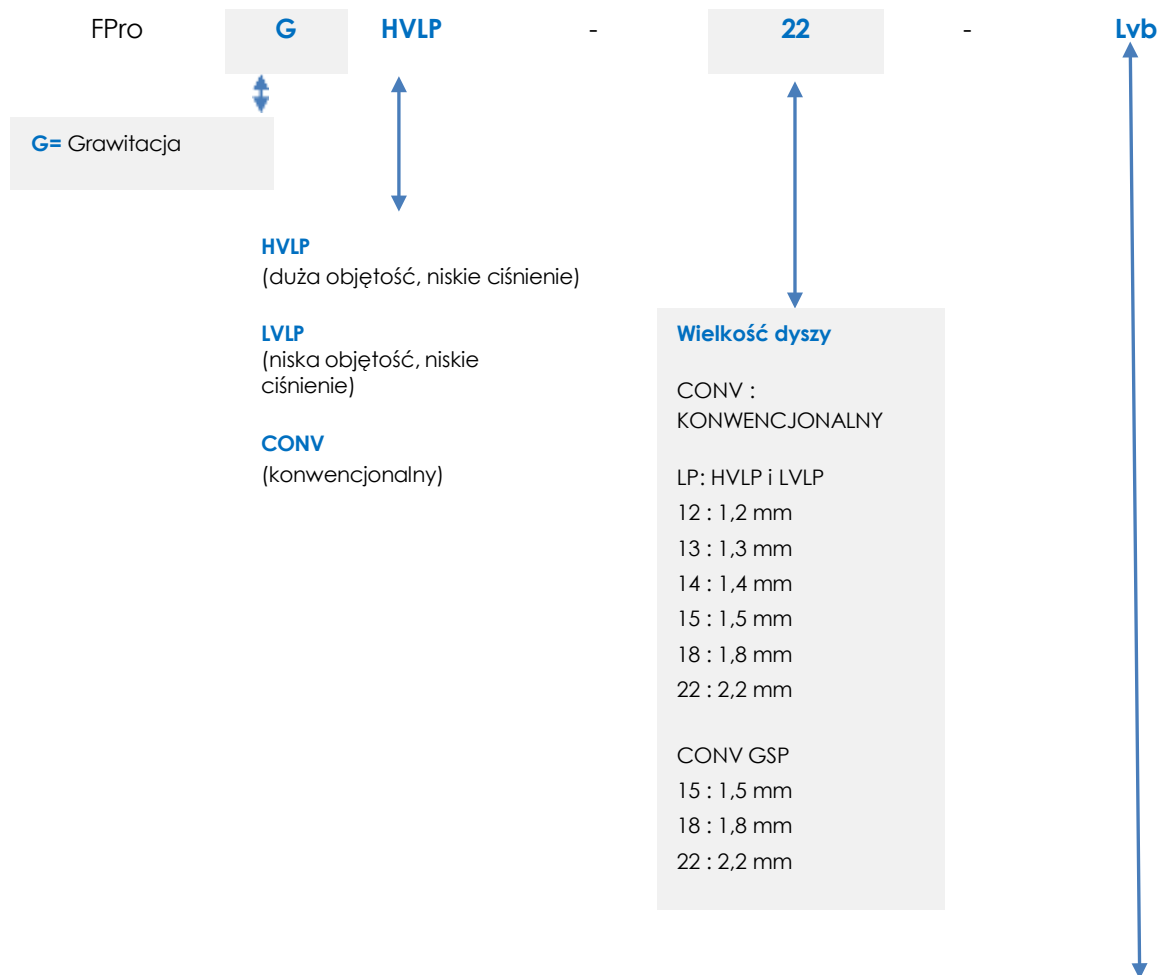 FPro G HVLP - 22 - Lvb
G= Grawitacja
HVLP
(duża objętość, niskie ciśnienie)
LVLP
(niska objętość, niskie
ciśnienie)
CONV
(konwencjonalny)
Wielkość dyszy
CONV :
KONWENCJONALNY
LP: HVLP i LVLP
12 : 1,2 mm
13 : 1,3 mm
14 : 1,4 mm
15 : 1,5 mm
18 : 1,8 mm
22 : 2,2 mm
CONV GSP
15 : 1,5 mm
18 : 1,8 mm
22 : 2,2 mm